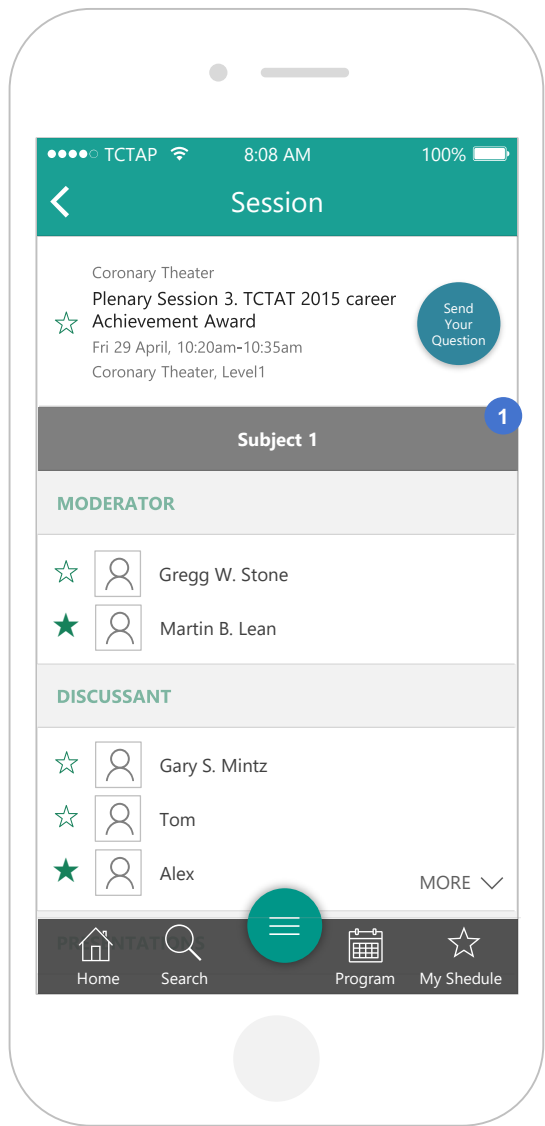 TCTAP 8:08 AM 100%
Session
Coronary Theater
Plenary Session 3. TCTAT 2015 career
Achievement Award
Fri 29 April, 10:20am-10:35am
Coronary Theater, Level1
Send
Your
Question
1
Subject 1
MODERATOR
Gregg W. Stone
Martin B. Lean
DISCUSSANT
Gary S. Mintz
Tom
Alex
MORE
PRESENTATIONS
Home Search Program My Shedule